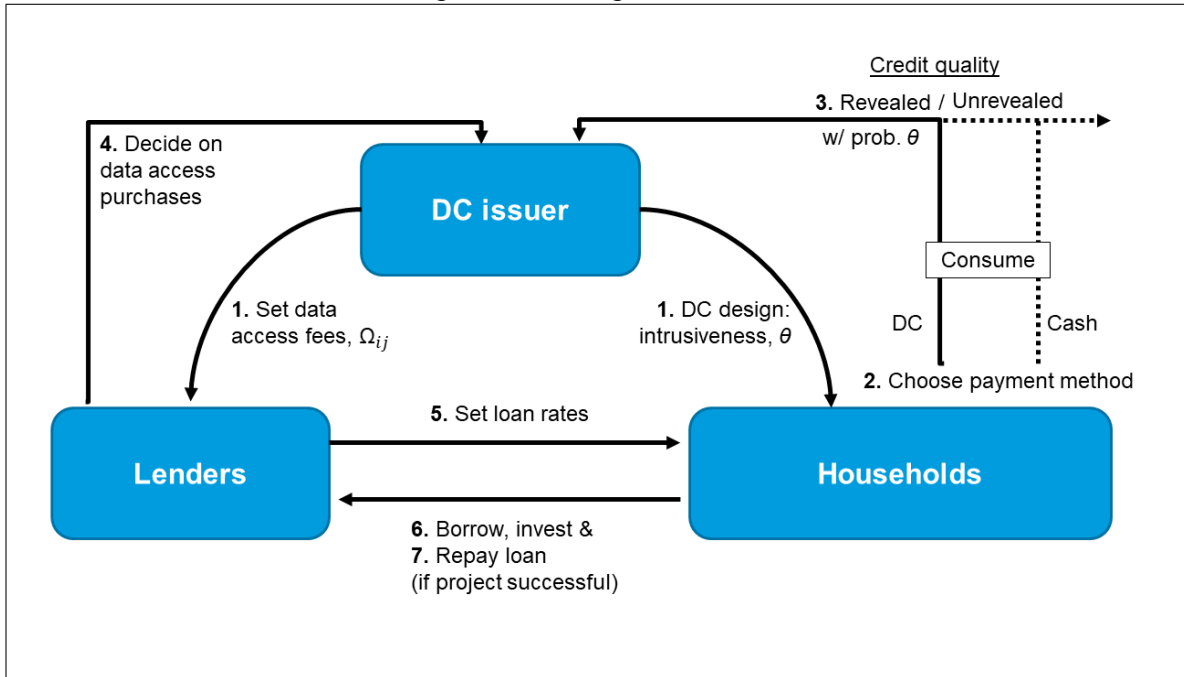 Credit quality
3. Revealed / Unrevealed
w/ prob. θ
4. Decide on
data access
purchases
DC issuer
Consume
1. Set data
access fees, Ωij
1. DC design:
intrusiveness, θ
DC
Cash
2. Choose payment method
5. Set loan rates
Lenders
Households
6. Borrow, invest &
7. Repay loan
(if project successful)